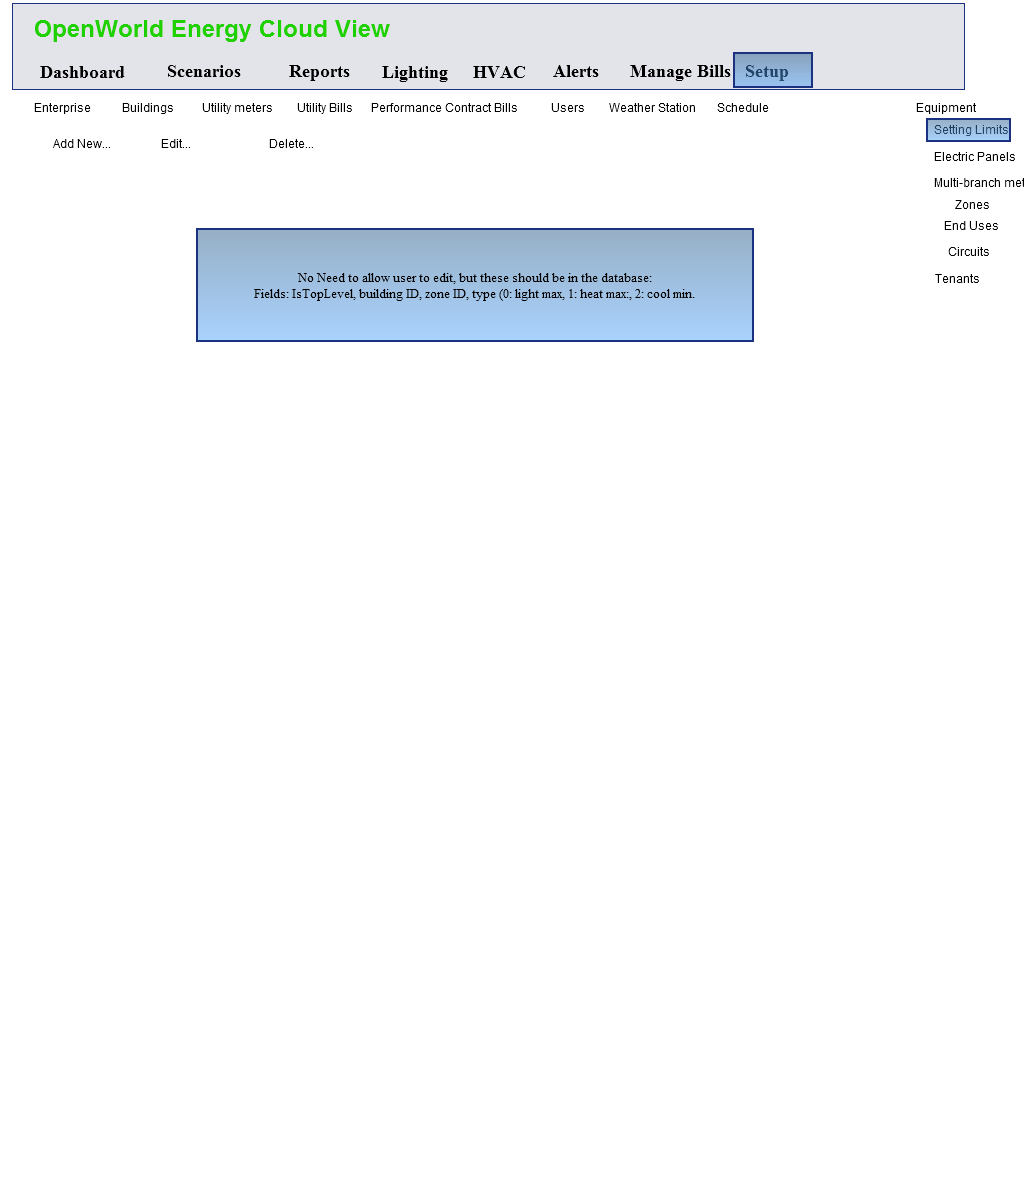 OpenWorld Energy Cloud View
Dashboard Scenarios Reports Lighting HVAC Alerts Manage Bills Setup
Enterprise Buildings Utility meters Utility Bills Performance Contract Bills Users Weather Station Schedule Equipment
Setting Limits
Add New... Edit... Delete...
Electric Panels
Multi-branch met
Zones
End Uses
Circuits
Tenants
No Need to allow user to edit, but these should be in the database:
Fields: IsTopLevel, building ID, zone ID, type (0: light max, 1: heat max:, 2: cool min.